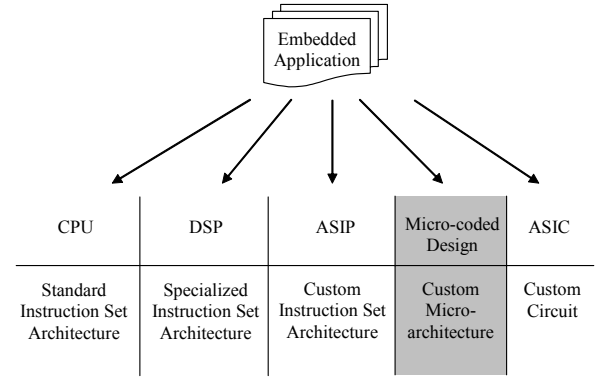 Embedded
Application
CPU
DSP
ASIP
Micro-coded
Design
ASIC
Standard
Instruction Set
Architecture
Specialized
Instruction Set
Architecture
Custom
Instruction Set
Architecture
Custom
Micro-
architecture
Custom
Circuit